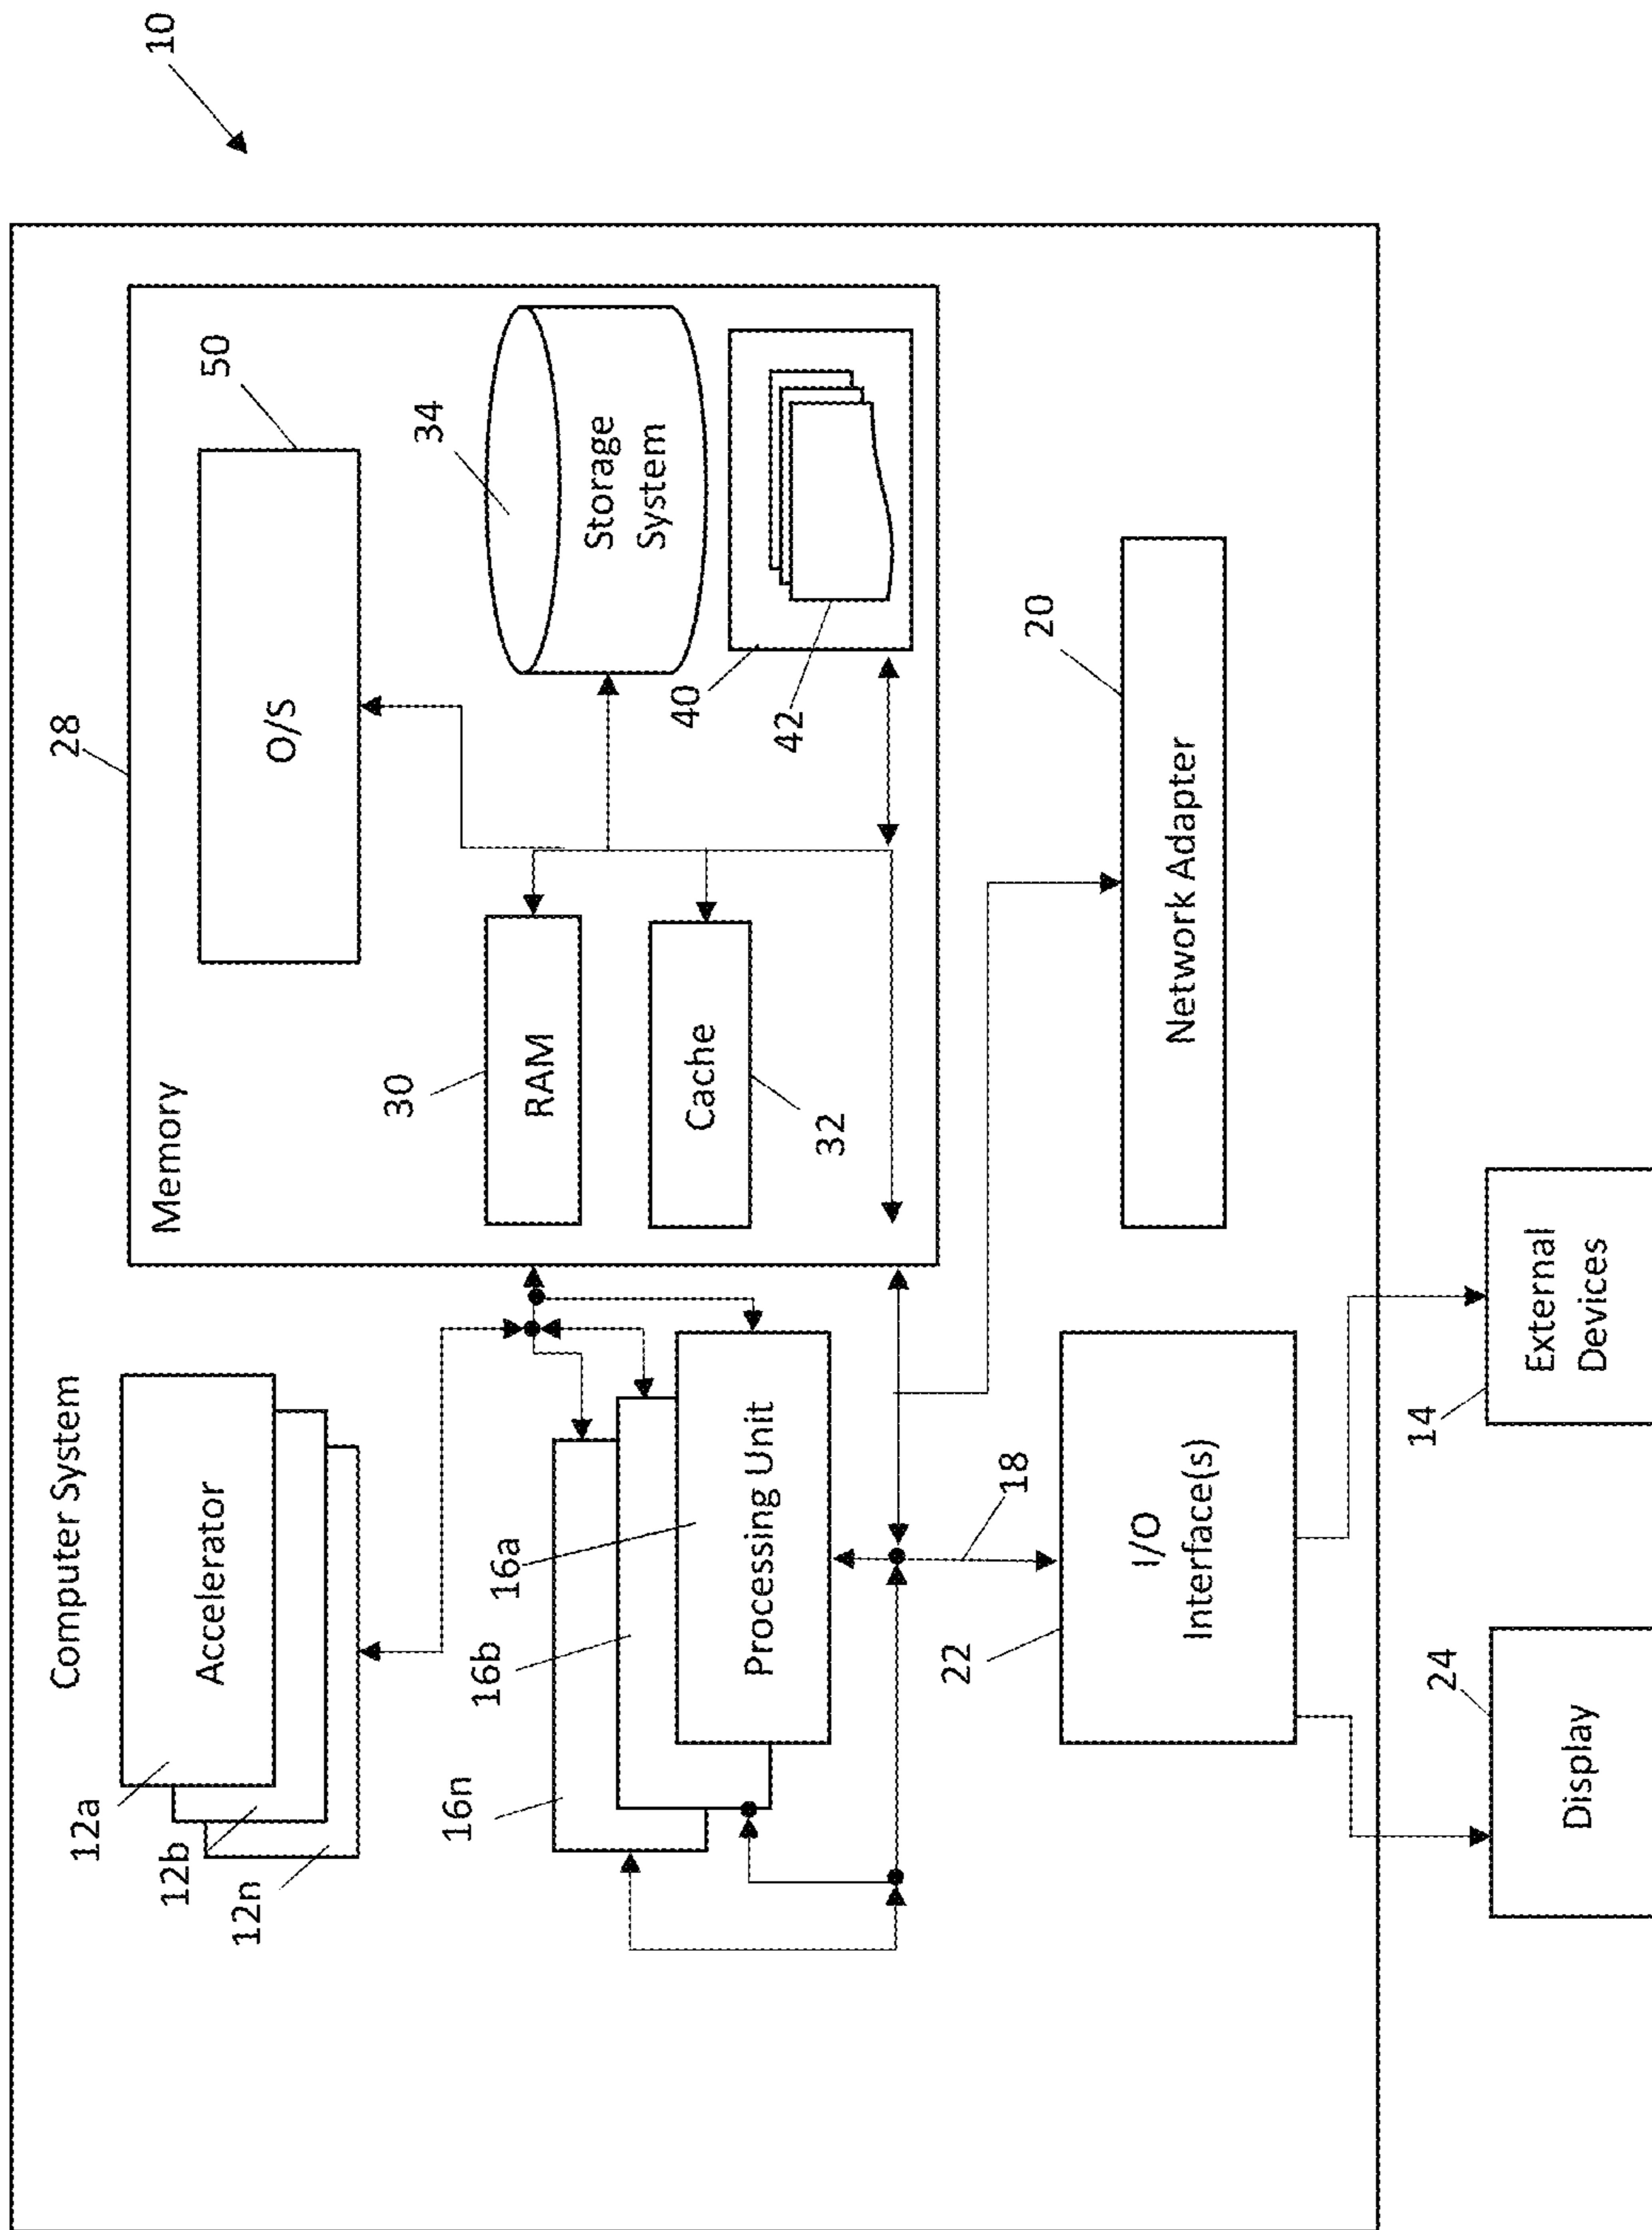 10
Computer System
12a
12b
12n
Accelerator
Memory
28
O/S
50
30
RAM
34
Storage
System
Cache
32
40
42
16n
16b
16a
Processing Unit
18
22
I/O
Interface(s)
20
Network Adapter
24
Display
14
External
Devices